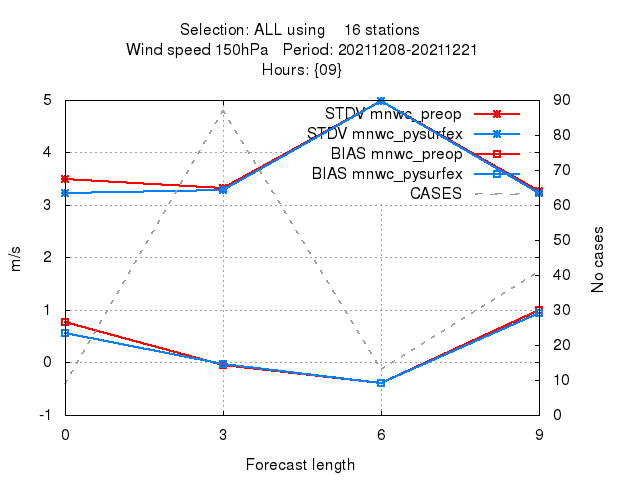 Selection: ALL using 16 stations
Wind speed 150hPa Period: 20211208-20211221
Hours: {09}
STDV mnwc_preop
STDV mnwc_pysurfex
BIAS mnwc_preop
BIAS mnwc_pysurfex
CASES
5
4
3
2
1
0
-1
m/s
90
80
70
60
50
40
30
20
10
0
No cases
0 3 6 9
Forecast length